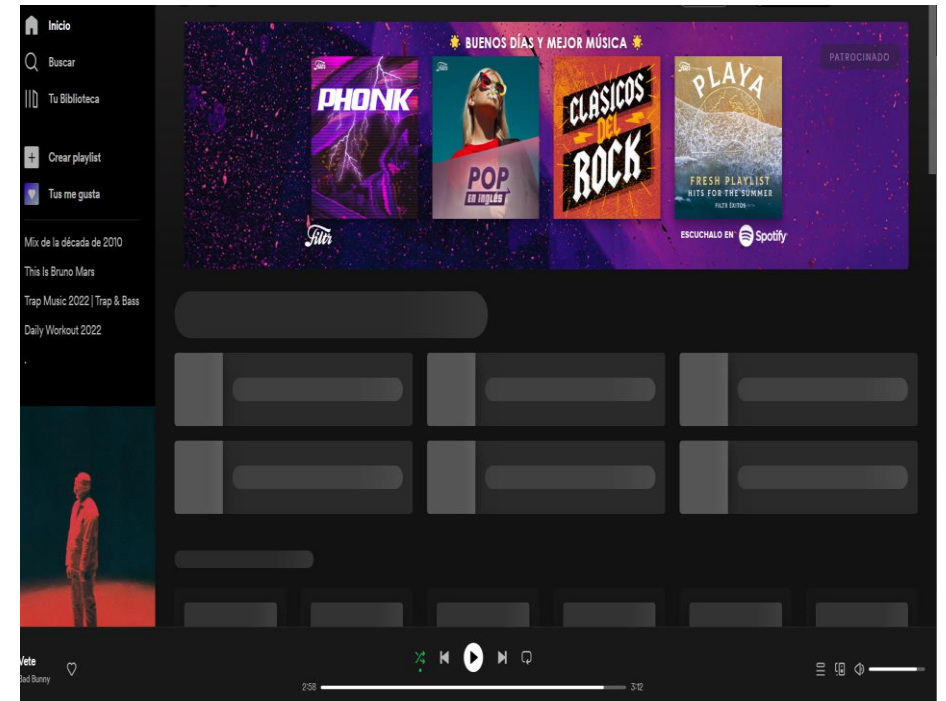 Inicio
Buscar
Tu Biblioteca
Crear playlist
Tus me gusta
Mix de la década de 2010
This Is Bruno Mars
Trap Music 2022 | Trap & Bass
Daily Workout 2022
.
BUENOS DÍAS Y MEJOR MÚSICA
PATROCINADO
Filtr
PHONK
POP
EN INGLÉS
CLASICOS
DEL
ROCK
PLAYA
FRESH PLAYLIST
HITS FOR THE SUMMER
FILTR ÉXITOS
Filtr
ESCUCHALO EN Spotify
Vete
Bad Bunny
2:58
3:12